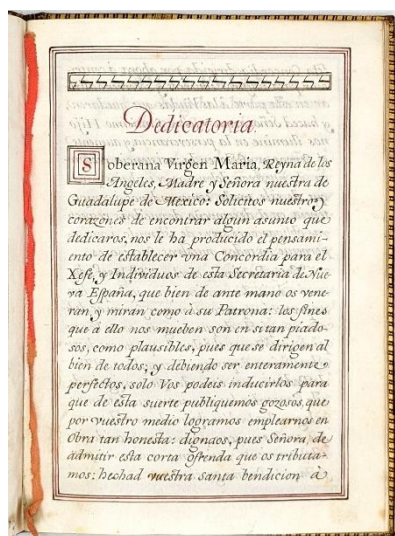 Dedicatoria.
Soberana Virgen Maria, Reyna de los
Angeles, Madre y Señora nuestra de
Guadalupe de Mexico: Solicitos nuestros
corazones de encontrar algun asunto que
dedicaros, nos le ha producido el pensami-
ento de establecer vna Concordia para el
Xefe, y Individuos de esta Secretaria de Nue-
va España, que bien de ante mano os vene-
ran, y miran como à su Patrona: los fines
que à ello nos mueben son en si tan piado-
sos, como plausibles, pues que se dirigen al
bien de todos; y debiendo ser enteramente
perfectos, solo Vos podeis inducirlos para
que de esta suerte publiquemos gozosos, que
por vuestro medio logramos emplearnos en
Obra tan honesta: dignaos, pues Señora, de
admitir esta corta ofrenda que os tributa-
mos: hechad vuestra santa bendicion à